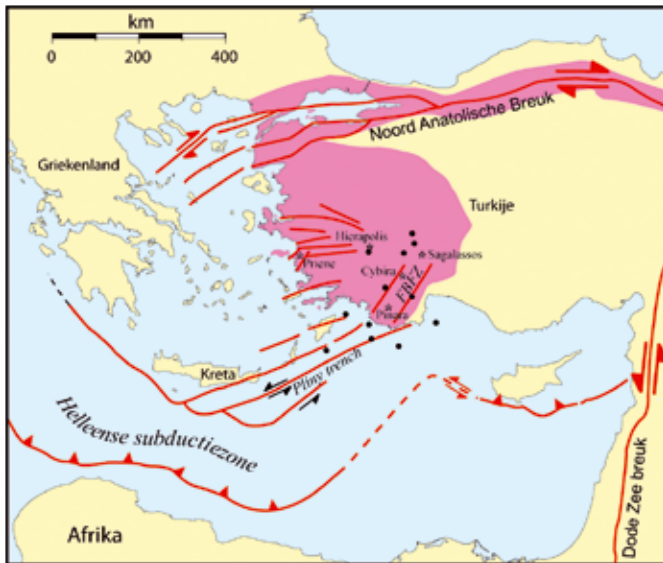 km
0 200 400
Noord Anatolische Breuk
Griekenland
Turkije
Hierapolis
Sagalassos
Priene
Cybira
FBFZ
Pinara
Kreta
Pliny trench
Helleense subductiezone
Dode Zee breuk
Afrika